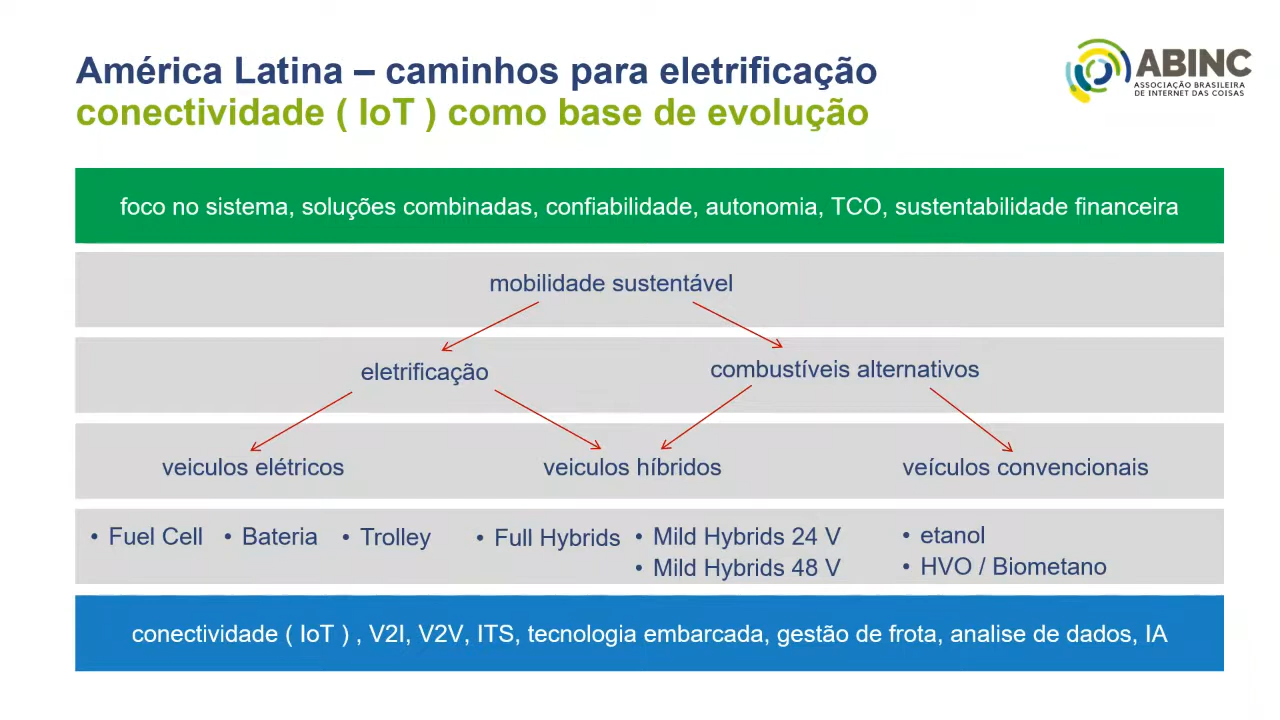 América Latina – caminhos para eletrificação
conectividade ( IoT ) como base de evolução
ABINC
ASSOCIAÇÃO BRASILEIRA
DE INTERNET DAS COISAS
foco no sistema, soluções combinadas, confiabilidade, autonomia, TCO, sustentabilidade financeira
mobilidade sustentável
eletrificação
combustíveis alternativos
veiculos elétricos
veiculos híbridos
veículos convencionais
• Fuel Cell • Bateria • Trolley
• Full Hybrids
• Mild Hybrids 24 V
• Mild Hybrids 48 V
• etanol
• HVO / Biometano
conectividade ( IoT ) , V2I, V2V, ITS, tecnologia embarcada, gestão de frota, analise de dados, IA